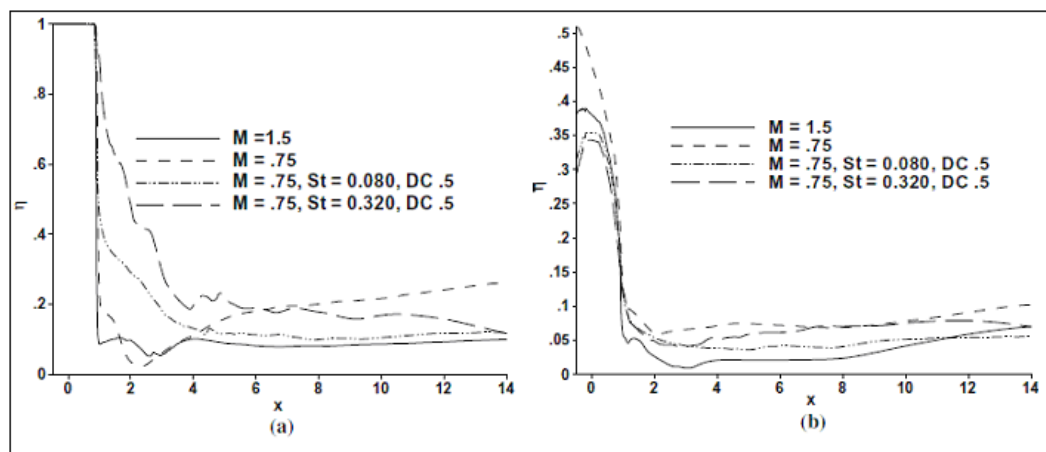 1
.8
.6
.4
.2
0
η
0 2 4 6 8 10 12 14
x
M =1.5
M = .75
M = .75, St = 0.080, DC .5
M = .75, St = 0.320, DC .5
(a)
.5
.45
.4
.35
.3
.25
.2
.15
.1
.05
0
η̄
0 2 4 6 8 10 12 14
x
M = 1.5
M = .75
M = .75, St = 0.080, DC .5
M = .75, St = 0.320, DC .5
(b)